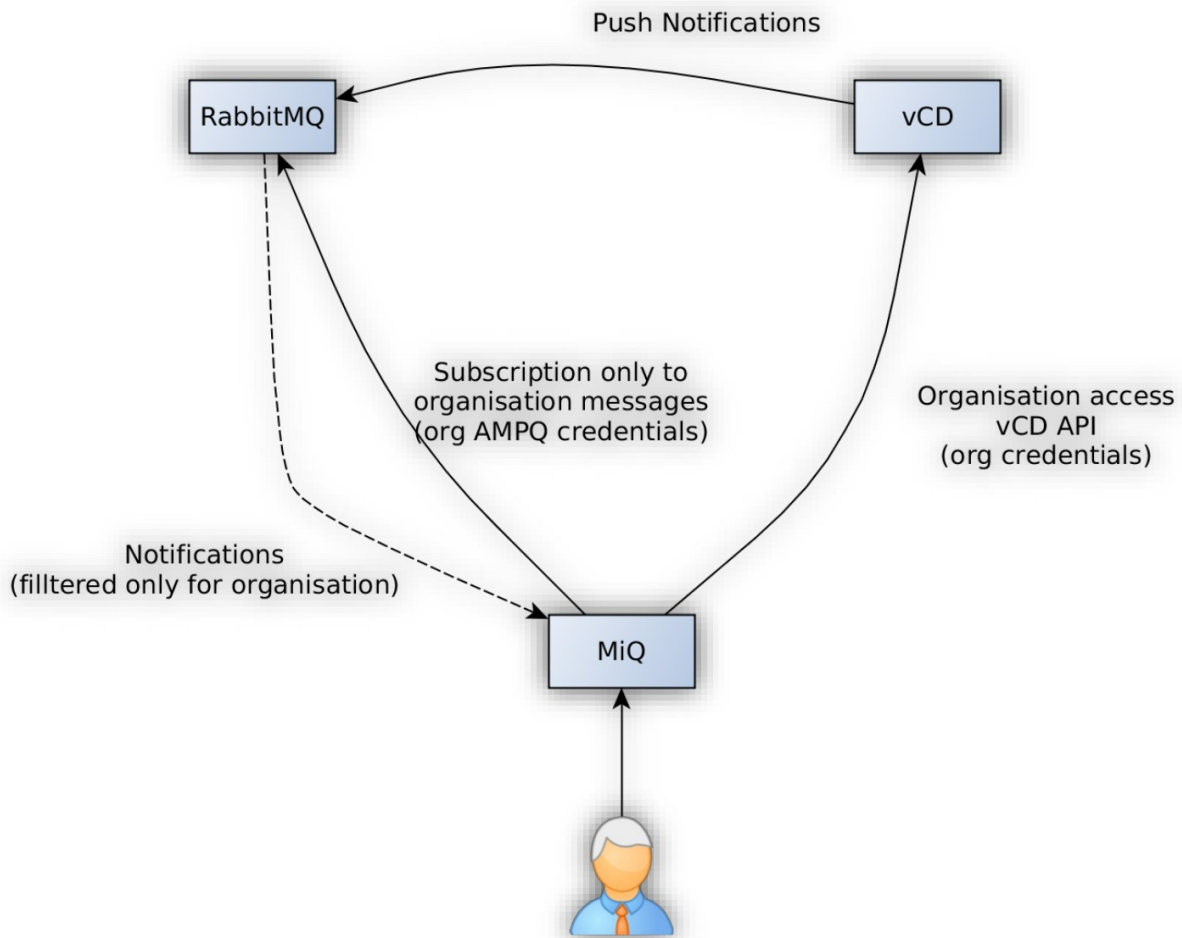 Push Notifications
RabbitMQ
vCD
Subscription only to
organisation messages
(org AMPQ credentials)
Organisation access
vCD API
(org credentials)
Notifications
(filltered only for organisation)
MiQ